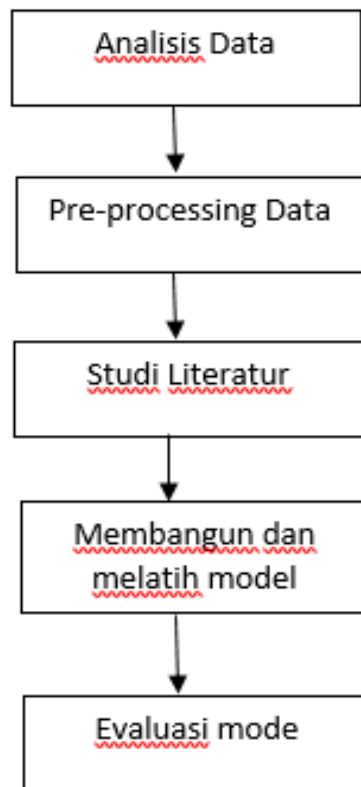 Analisis Data
Pre-processing Data
Studi Literatur
Membangun dan
melatih model
Evaluasi mode